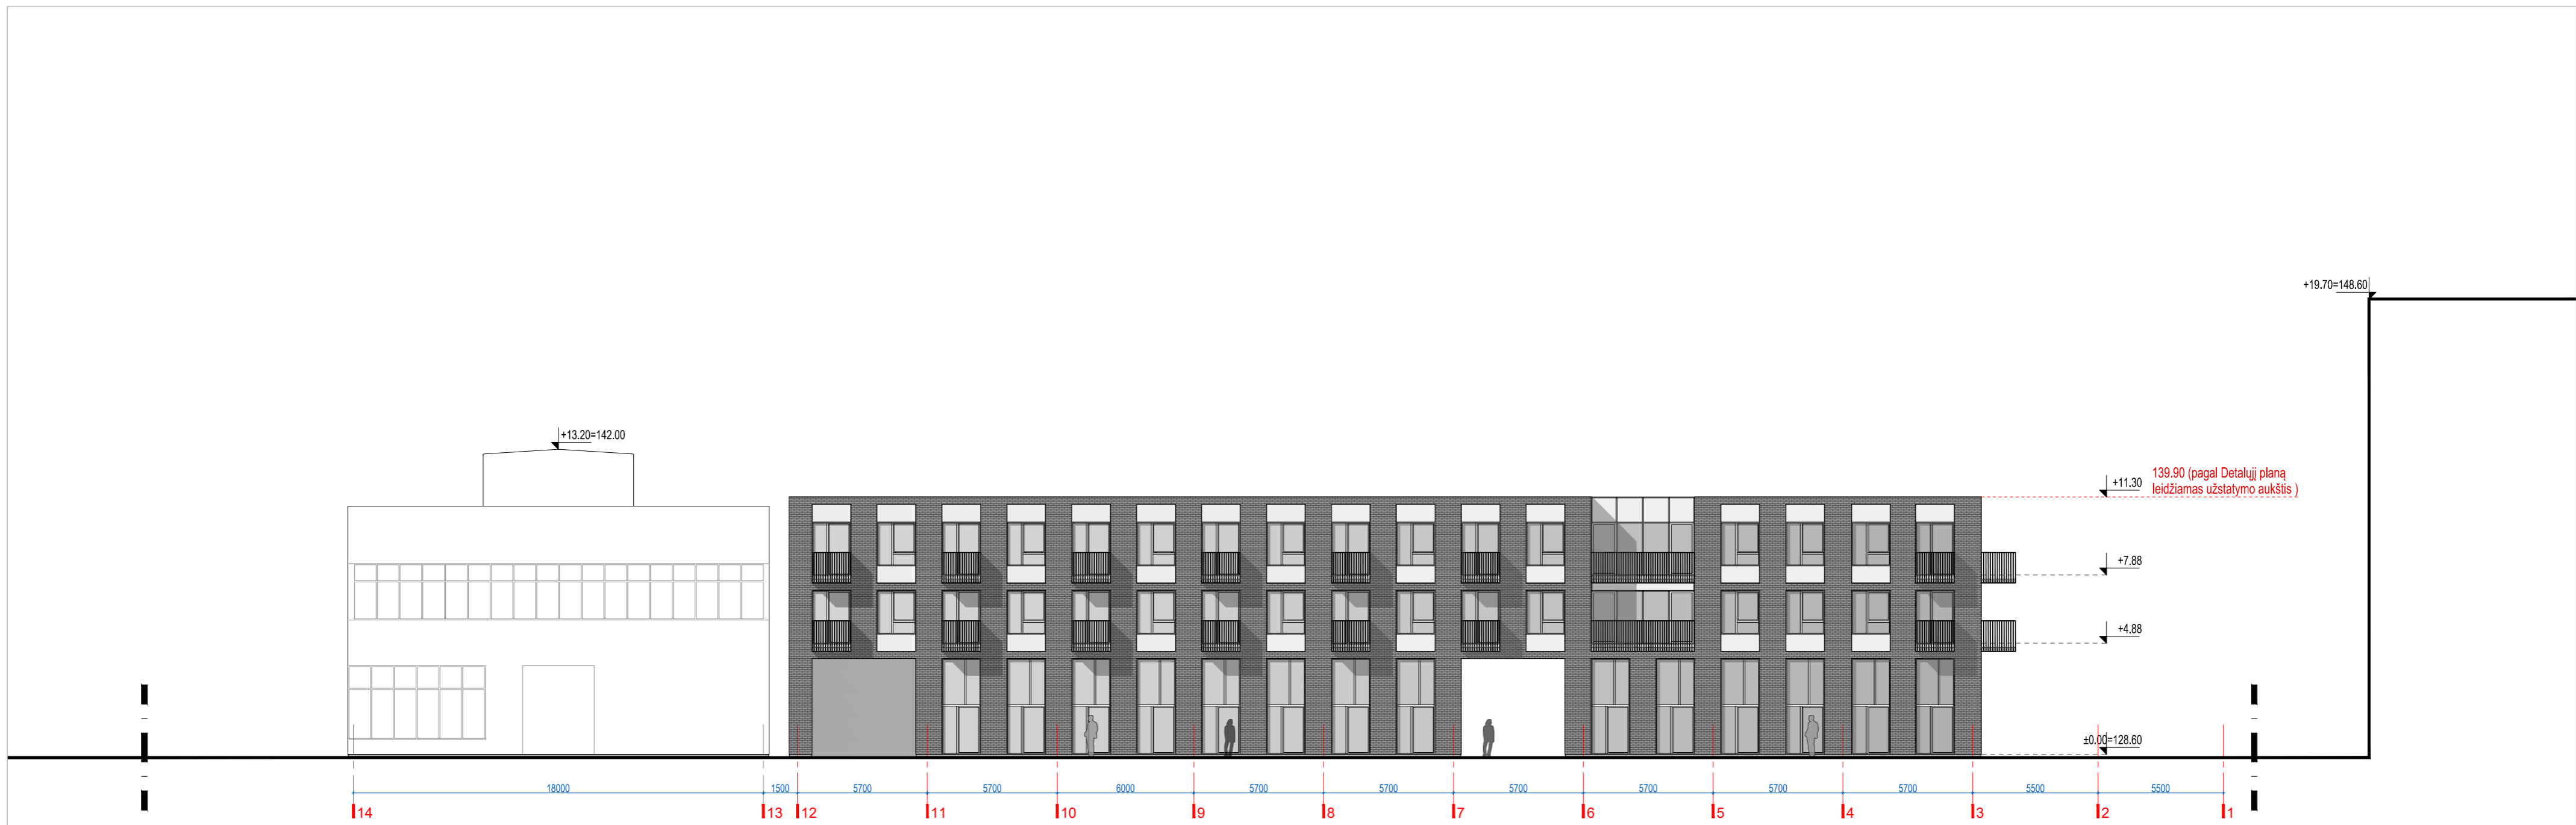 +19.70=148.60
+13.20=142.00
139.90 (pagal Detalųjį planą
leidžiamas užstatymo aukštis )
+11.30
+7.88
+4.88
±0.00=128.60
18000 1500 5700 5700 6000 5700 5700 5700 5700 5700 5700 5500 5500
14 13 12 11 10 9 8 7 6 5 4 3 2 1